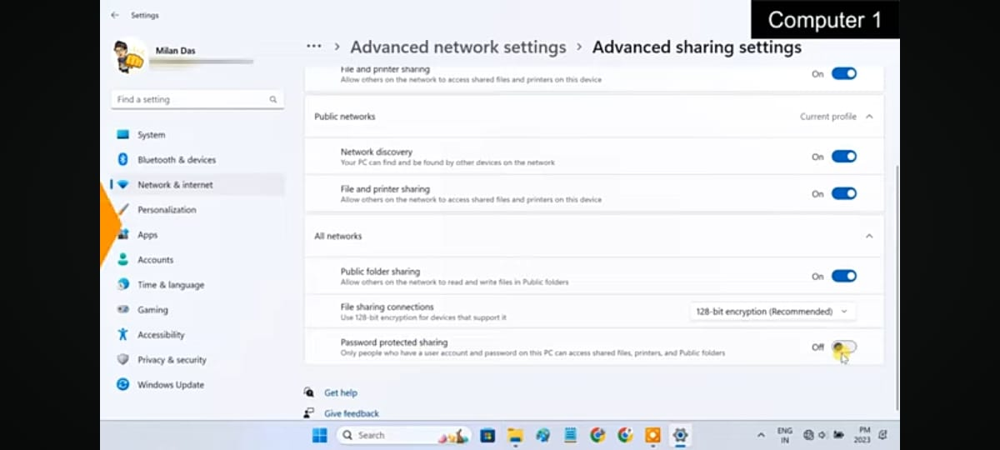 Settings
Computer 1
Milan Das
··· › Advanced network settings › Advanced sharing settings
Find a setting
System
Bluetooth & devices
Network & internet
Personalization
Apps
Accounts
Time & language
Gaming
Accessibility
Privacy & security
Windows Update
File and printer sharing
Allow others on the network to access shared files and printers on this device
On
Public networks
Current profile
Network discovery
Your PC can find and be found by other devices on the network
On
File and printer sharing
Allow others on the network to access shared files and printers on this device
On
All networks
Public folder sharing
Allow others on the network to read and write files in Public folders
On
File sharing connections
Use 128-bit encryption for devices that support it
128-bit encryption (Recommended)
Password protected sharing
Only people who have a user account and password on this PC can access shared files, printers, and Public folders
Off
Get help
Give feedback
Search
ENG
IN
PM
2023